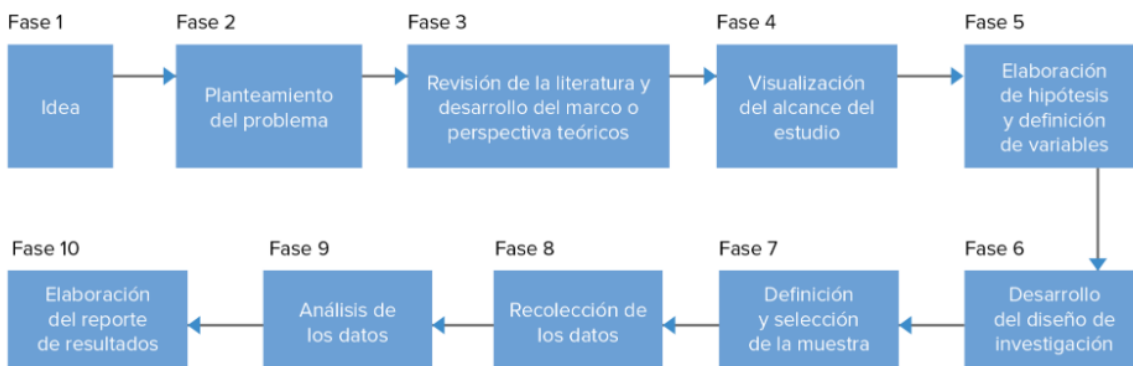 Fase 1
Idea
Fase 2
Planteamiento
del problema
Fase 3
Revisión de la literatura y
desarrollo del marco o
perspectiva teóricos
Fase 4
Visualización
del alcance del
estudio
Fase 5
Elaboración
de hipótesis
y definición
de variables
Fase 6
Desarrollo
del diseño de
investigación
Fase 7
Definición
y selección
de la muestra
Fase 8
Recolección de
los datos
Fase 9
Análisis de
los datos
Fase 10
Elaboración
del reporte
de resultados